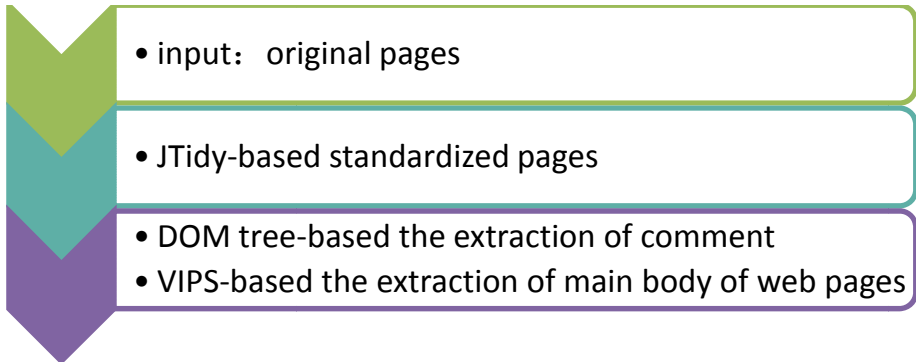 • input： original pages
• JTidy-based standardized pages
• DOM tree-based the extraction of comment
• VIPS-based the extraction of main body of web pages